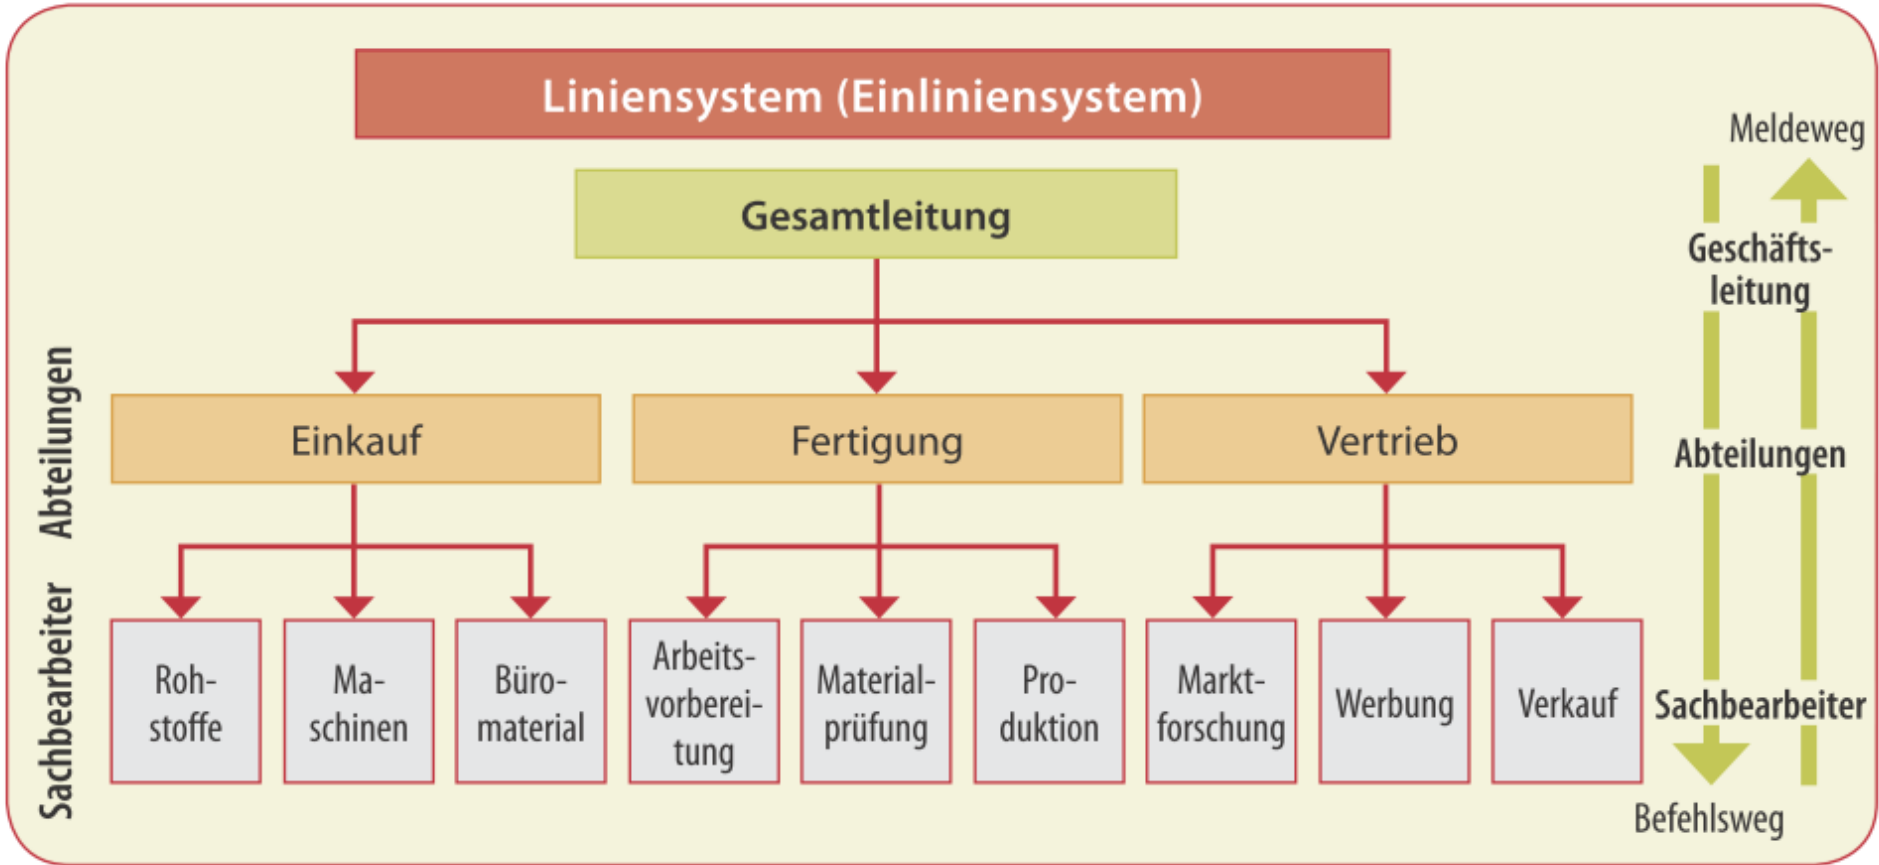 Liniensystem (Einliniensystem)
Meldeweg
Gesamtleitung
Geschäfts-
leitung
Abteilungen
Einkauf
Fertigung
Vertrieb
Abteilungen
Sachbearbeiter
Roh-
stoffe
Ma-
schinen
Büro-
material
Arbeits-
vorberei-
tung
Material-
prüfung
Pro-
duktion
Markt-
forschung
Werbung
Verkauf
Sachbearbeiter
Befehlsweg